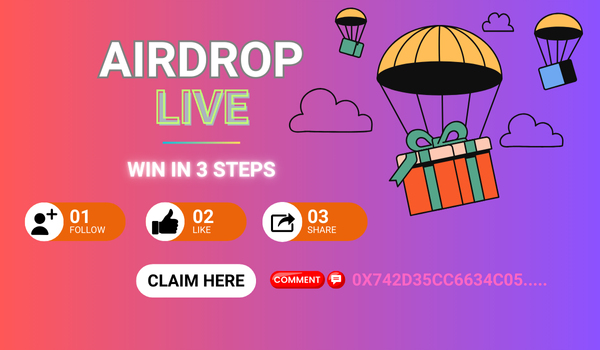 AIRDROP
LIVE
WIN IN 3 STEPS
01
FOLLOW
02
LIKE
03
SHARE
CLAIM HERE
COMMENT
0X742D35CC6634C05.....